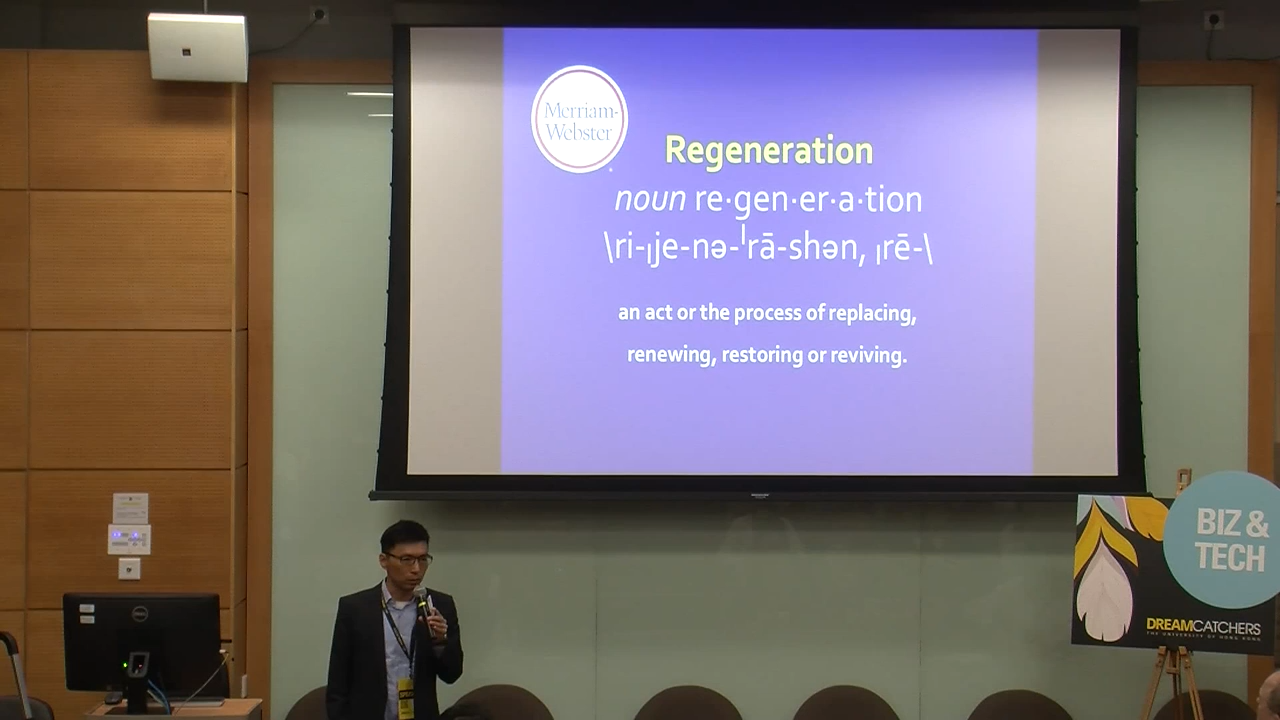 Merriam-
Webster
Regeneration
noun re·gen·er·a·tion
\ri-ˌje-nə-ˈrā-shən, ˌrē-\
an act or the process of replacing,
renewing, restoring or reviving.
BIZ &
TECH
DREAMCATCHERS
THE UNIVERSITY OF HONG KONG
DELL